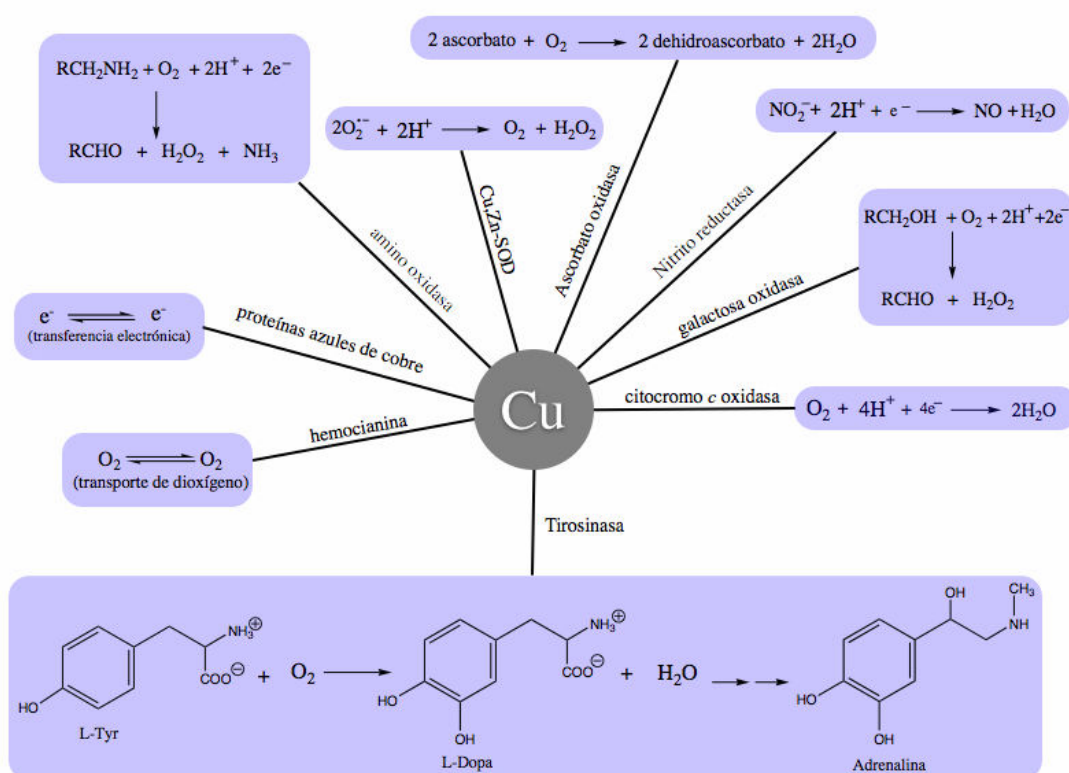 2 ascorbato + O₂ ⟶ 2 dehidroascorbato + 2H₂O
RCH₂NH₂ + O₂ + 2H⁺ + 2e⁻
RCHO + H₂O₂ + NH₃
2O₂•⁻ + 2H⁺ ⟶ O₂ + H₂O₂
NO₂⁻ + 2H⁺ + e⁻ ⟶ NO + H₂O
RCH₂OH + O₂ + 2H⁺ + 2e⁻
RCHO + H₂O₂
amino oxidasa
Cu,Zn-SOD
Ascorbato oxidasa
Nitrito reductasa
galactosa oxidasa
e⁻ ⇌ e⁻
(transferencia electrónica)
proteínas azules de cobre
Cu
citocromo c oxidasa
O₂ + 4H⁺ + 4e⁻ ⟶ 2H₂O
hemocianina
O₂ ⇌ O₂
(transporte de dioxígeno)
Tirosinasa
NH₃⊕
COO⊖
HO
L-Tyr
+ O₂ ⟶
NH₃⊕
COO⊖
HO
OH
L-Dopa
+ H₂O ⟶⟶
OH
CH₃
NH
HO
OH
Adrenalina